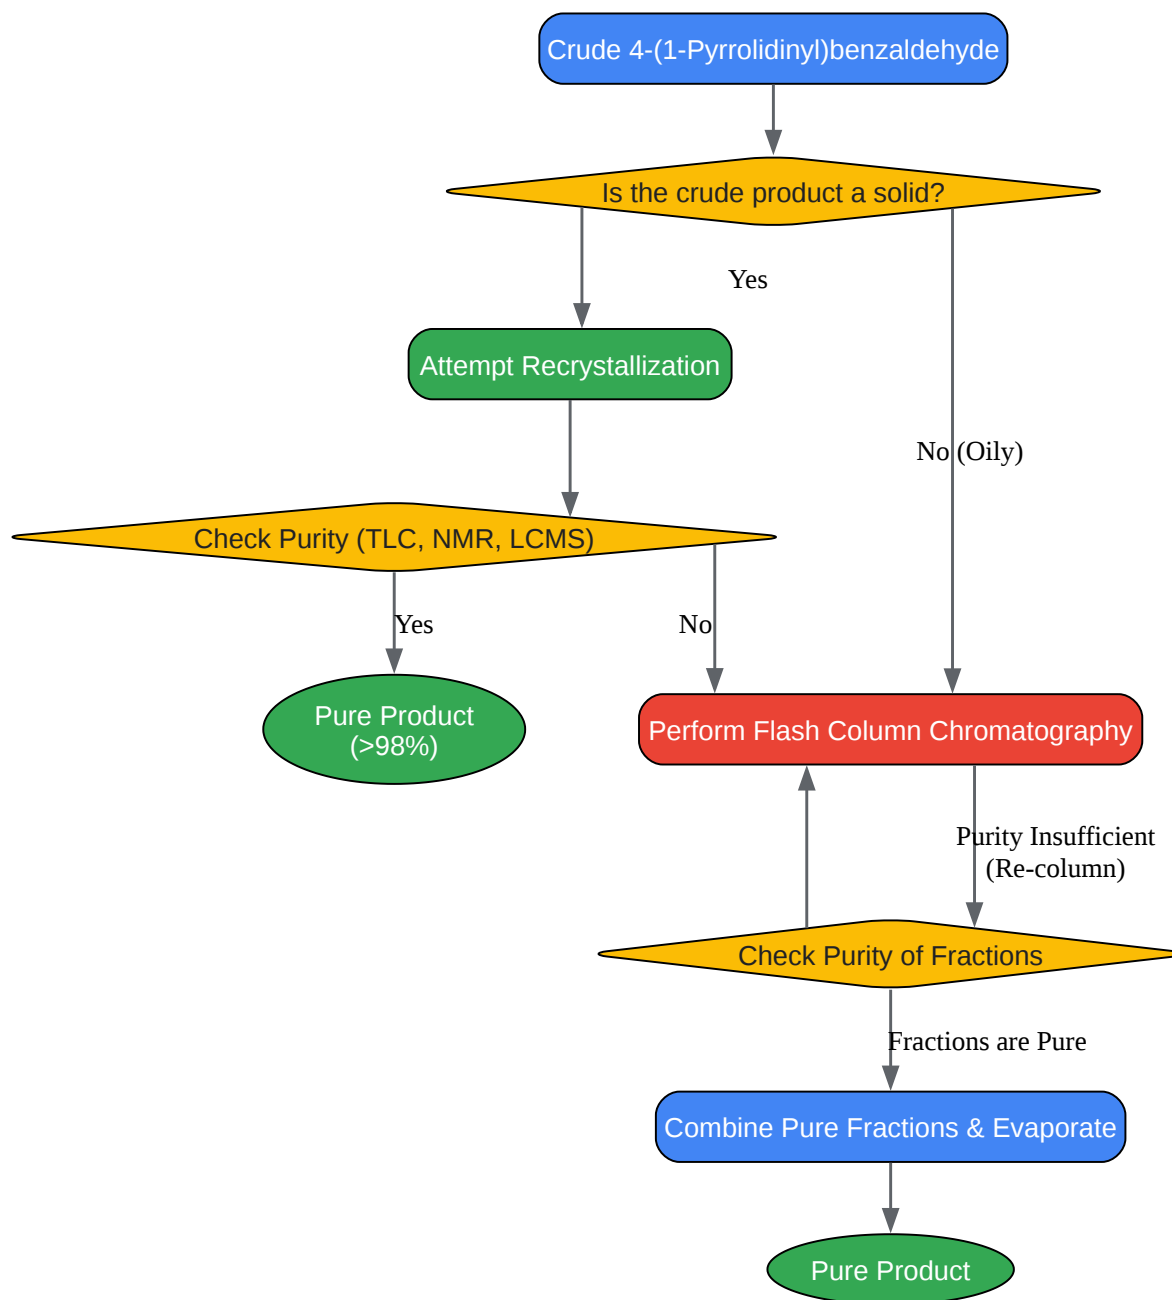 Crude 4-(1-Pyrrolidinyl)benzaldehyde
Is the crude product a solid?
Yes
Attempt Recrystallization
No (Oily)
Check Purity (TLC, NMR, LCMS)
Yes
No
Pure Product
(>98%)
Perform Flash Column Chromatography
Purity Insufficient
(Re-column)
Check Purity of Fractions
Fractions are Pure
Combine Pure Fractions & Evaporate
Pure Product